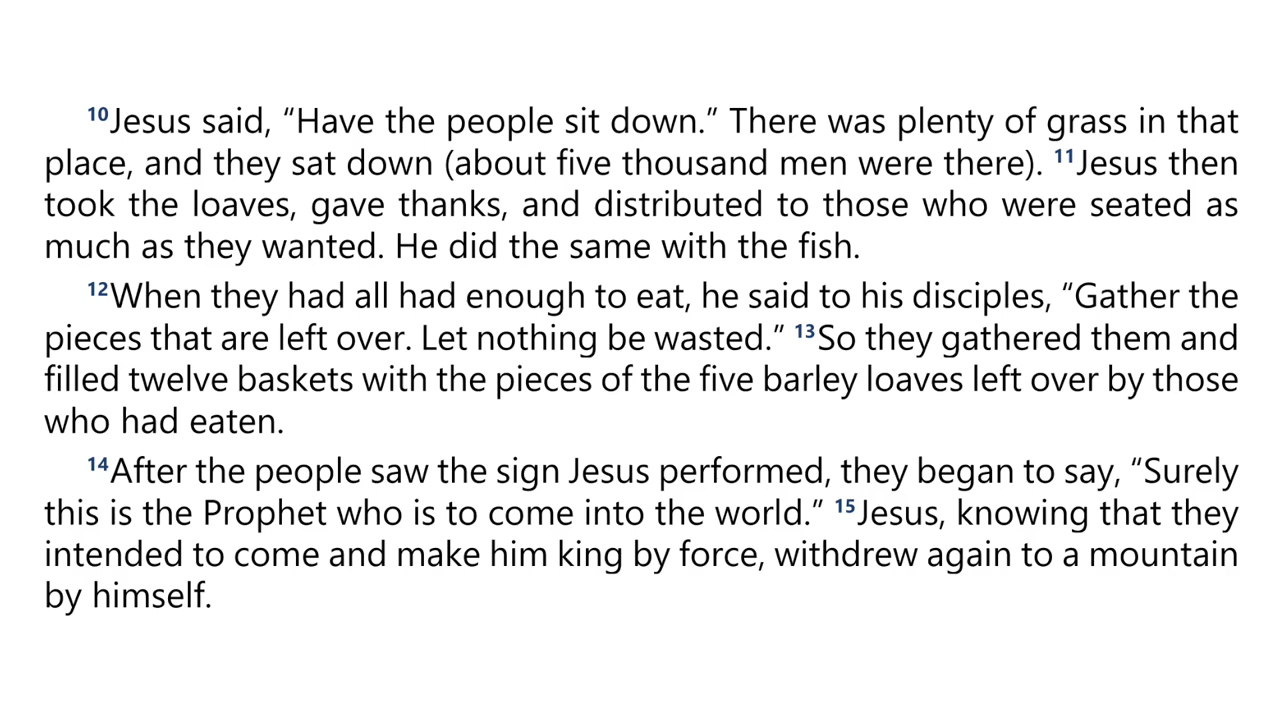 10Jesus said, “Have the people sit down.” There was plenty of grass in that
place, and they sat down (about five thousand men were there). 11Jesus then
took the loaves, gave thanks, and distributed to those who were seated as
much as they wanted. He did the same with the fish.
12When they had all had enough to eat, he said to his disciples, “Gather the
pieces that are left over. Let nothing be wasted.” 13So they gathered them and
filled twelve baskets with the pieces of the five barley loaves left over by those
who had eaten.
14After the people saw the sign Jesus performed, they began to say, “Surely
this is the Prophet who is to come into the world.” 15Jesus, knowing that they
intended to come and make him king by force, withdrew again to a mountain
by himself.